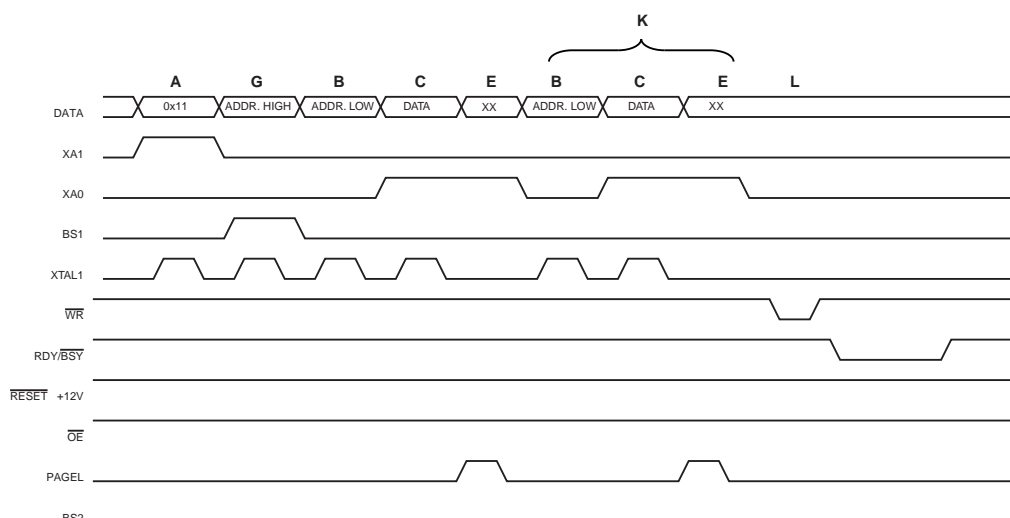 K
A G B C E B C E L
DATA 0x11 ADDR. HIGH ADDR. LOW DATA XX ADDR. LOW DATA XX
XA1
XA0
BS1
XTAL1
WR
RDY/BSY
RESET +12V
OE
PAGEL
BS2